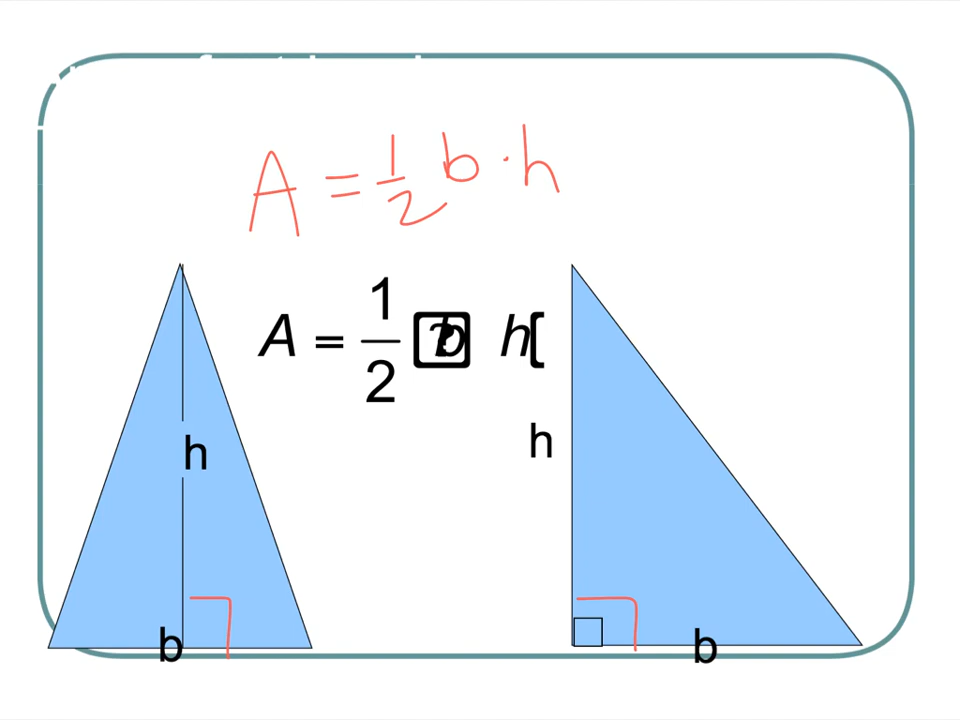 A = 1/2 b · h
A = 1/2 b h
h
h
b
b